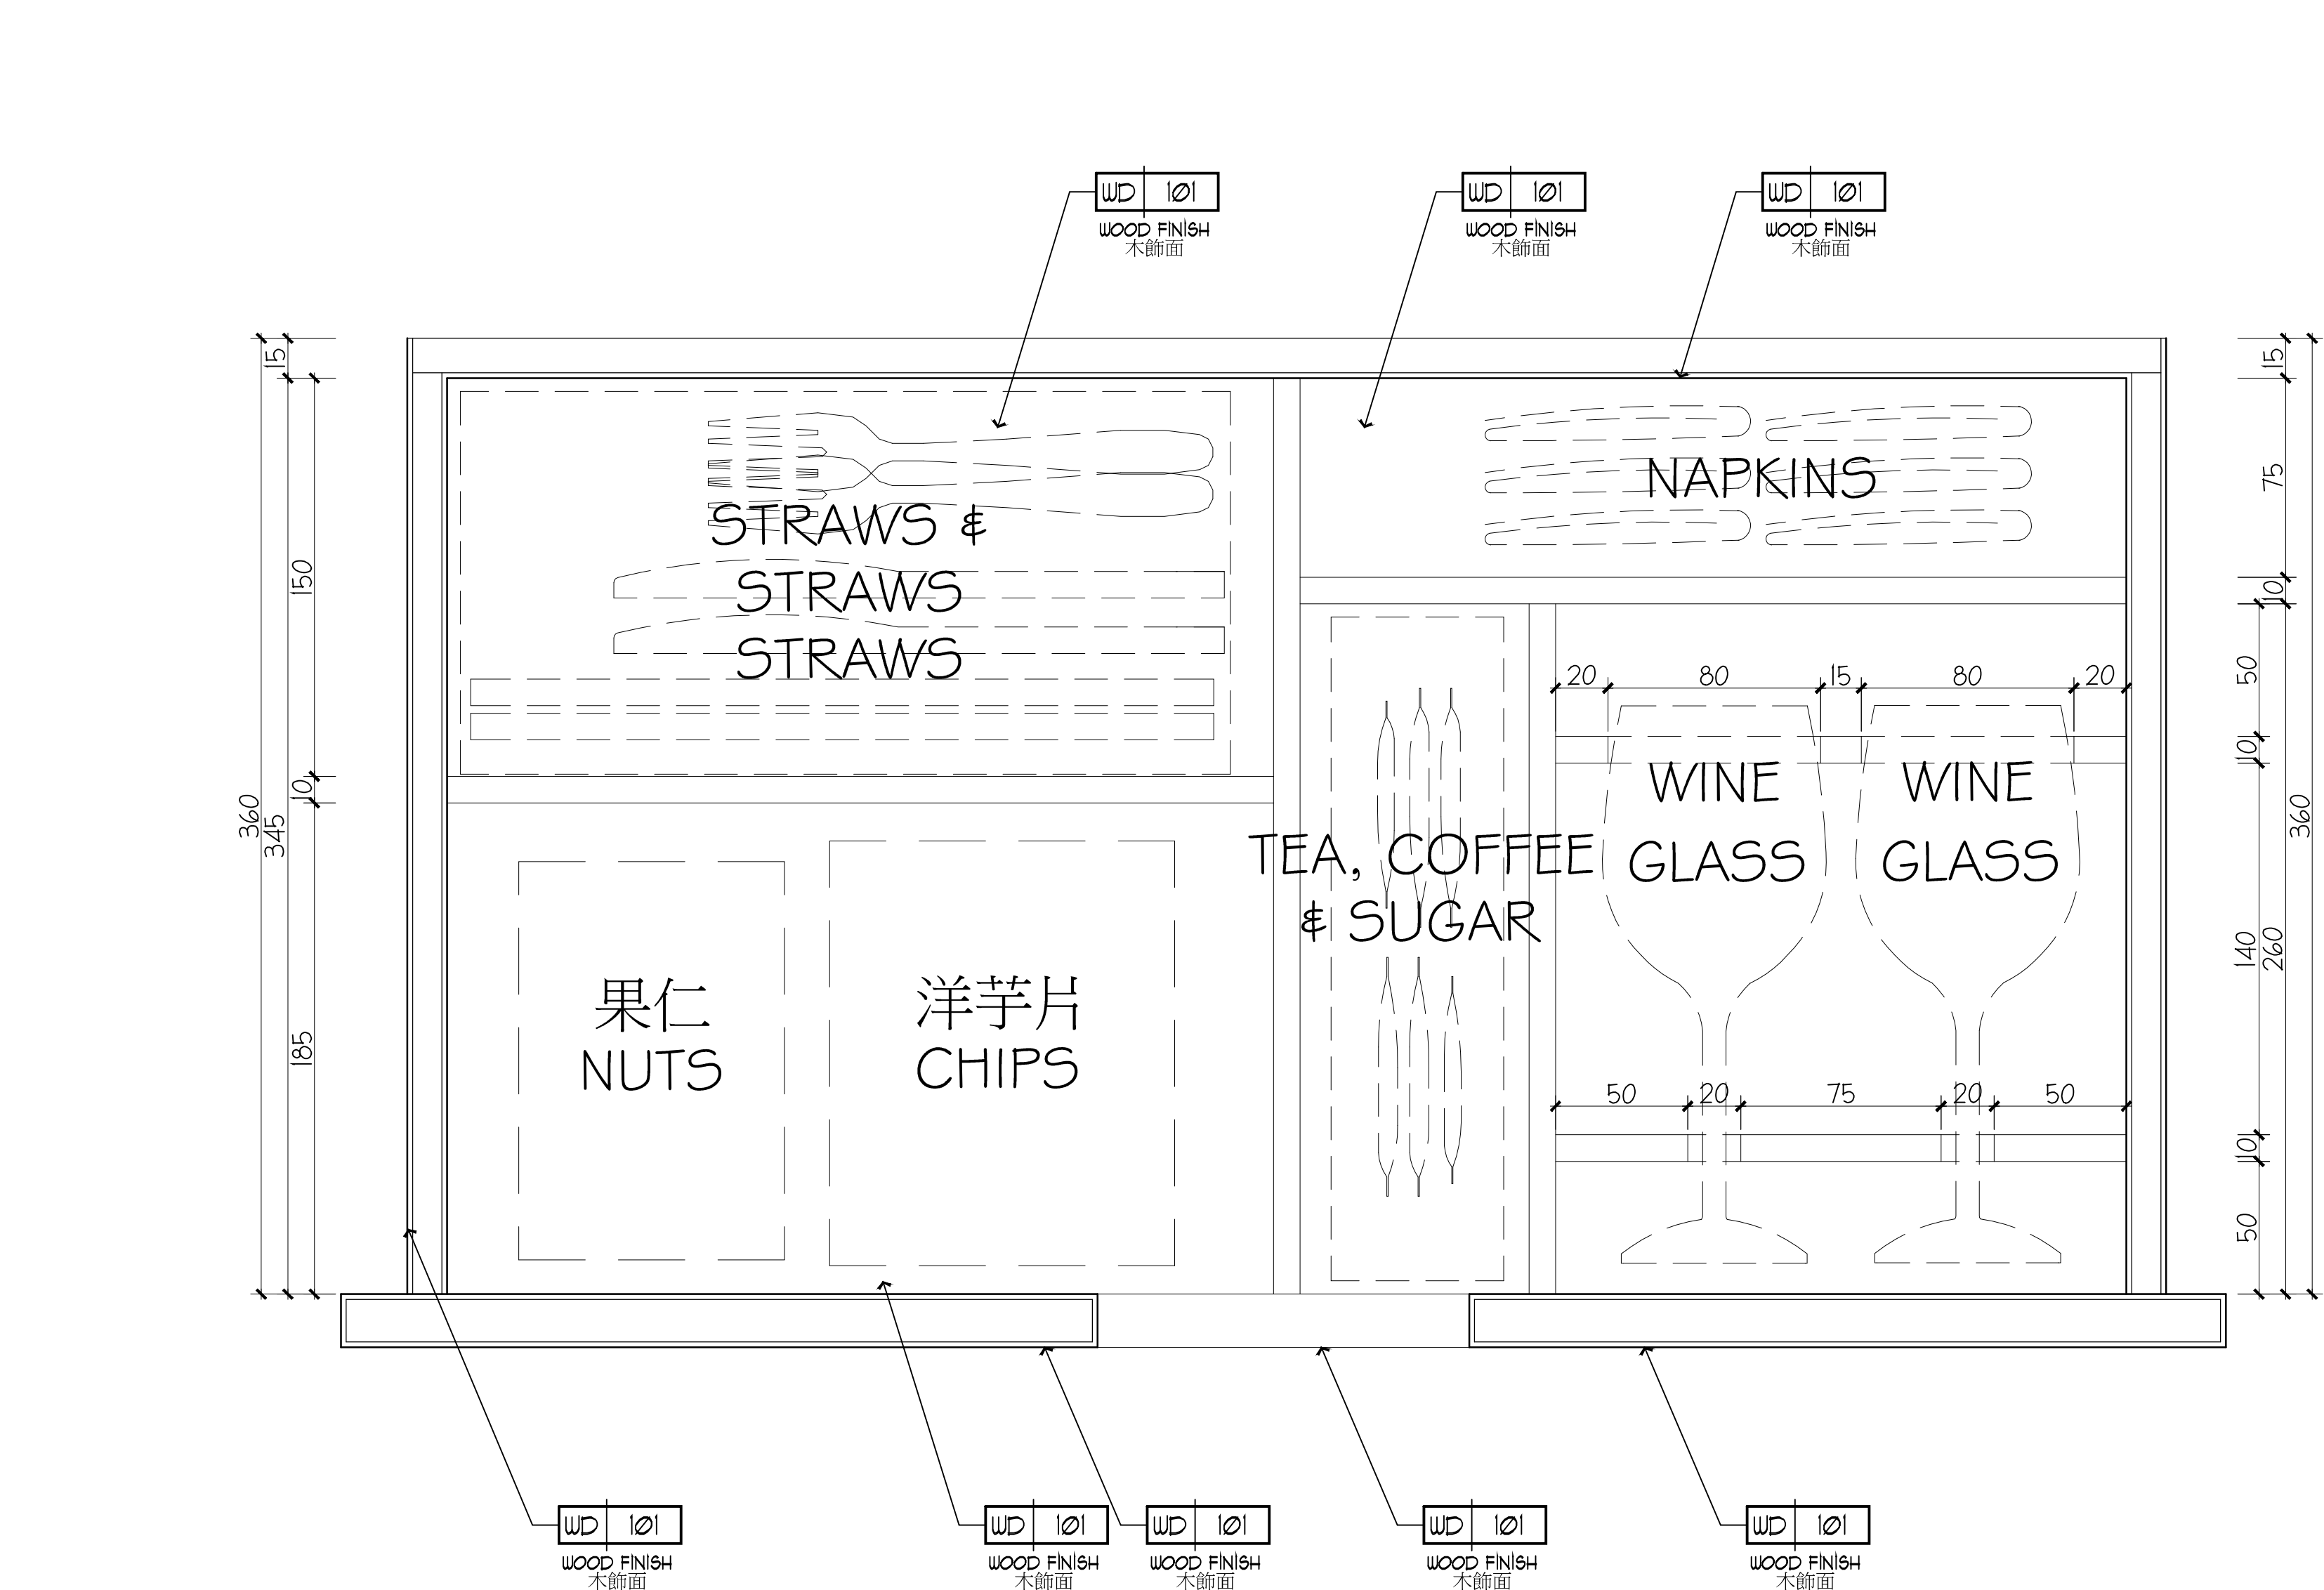 WD 101
WOOD FINISH
木飾面
WD 101
WOOD FINISH
木飾面
WD 101
WOOD FINISH
木飾面
15
15
STRAWS &
STRAWS
STRAWS
NAPKINS
75
150
10
20 80 15 80 20
50
10
10
WINE
GLASS
WINE
GLASS
360
345
360
TEA, COFFEE
& SUGAR
140
260
果仁
NUTS
洋芋片
CHIPS
185
50 20 75 20 50
10
50
WD 101
WOOD FINISH
木飾面
WD 101
WOOD FINISH
木飾面
WD 101
WOOD FINISH
木飾面
WD 101
WOOD FINISH
木飾面
WD 101
WOOD FINISH
木飾面